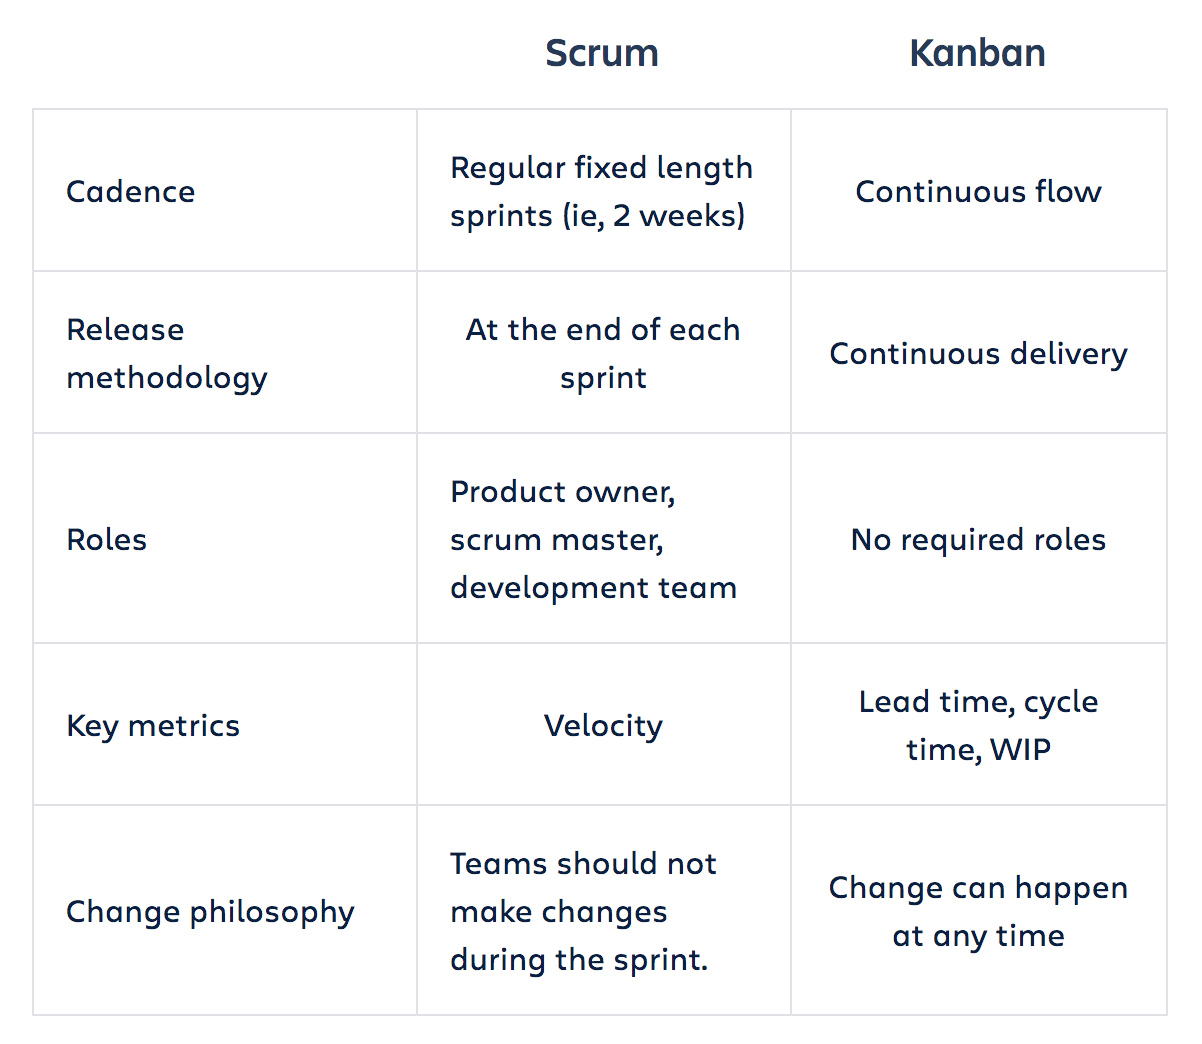 Scrum
Kanban
Cadence
Regular fixed length
sprints (ie, 2 weeks)
Continuous flow
Release
methodology
At the end of each
sprint
Continuous delivery
Roles
Product owner,
scrum master,
development team
No required roles
Key metrics
Velocity
Lead time, cycle
time, WIP
Change philosophy
Teams should not
make changes
during the sprint.
Change can happen
at any time